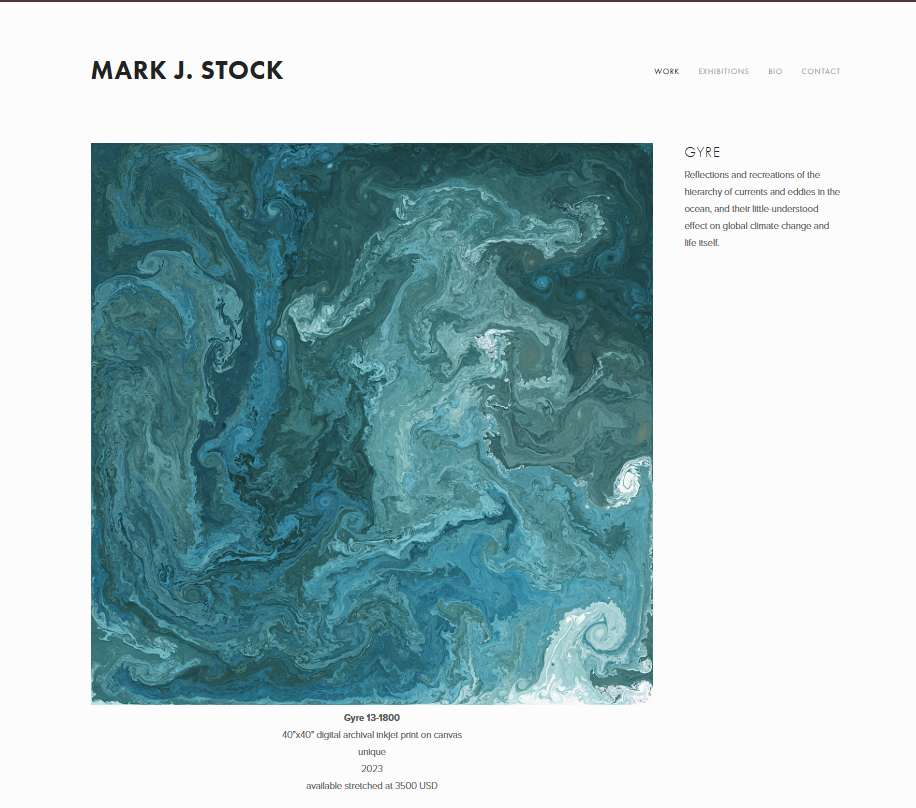 MARK J. STOCK
WORK EXHIBITIONS BIO CONTACT
GYRE
Reflections and recreations of the
hierarchy of currents and eddies in the
ocean, and their little-understood
effect on global climate change and
life itself.
Gyre 13-1800
40"x40" digital archival inkjet print on canvas
unique
2023
available stretched at 3500 USD